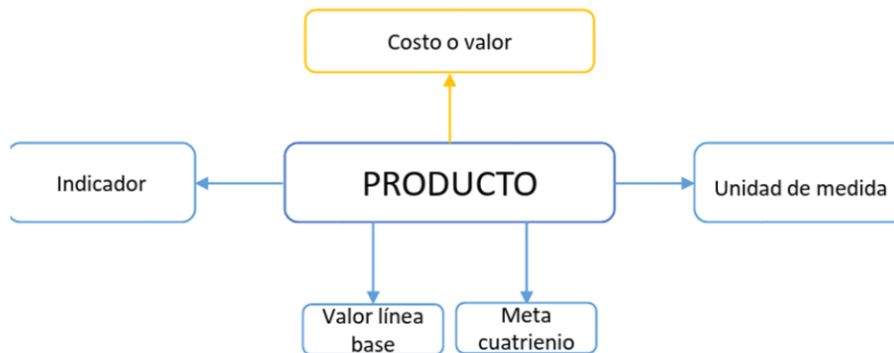 Costo o valor
Indicador
PRODUCTO
Unidad de medida
Valor línea
base
Meta
cuatrienio